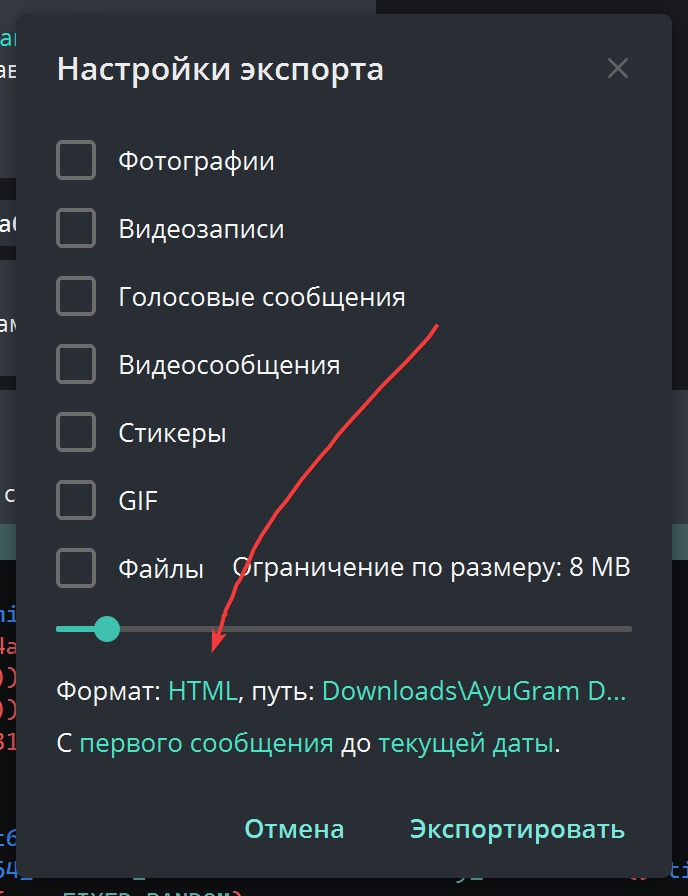 Настройки экспорта
Фотографии
Видеозаписи
Голосовые сообщения
Видеосообщения
Стикеры
GIF
Файлы Ограничение по размеру: 8 MB
Формат: HTML, путь: Downloads\AyuGram D...
С первого сообщения до текущей даты.
Отмена Экспортировать